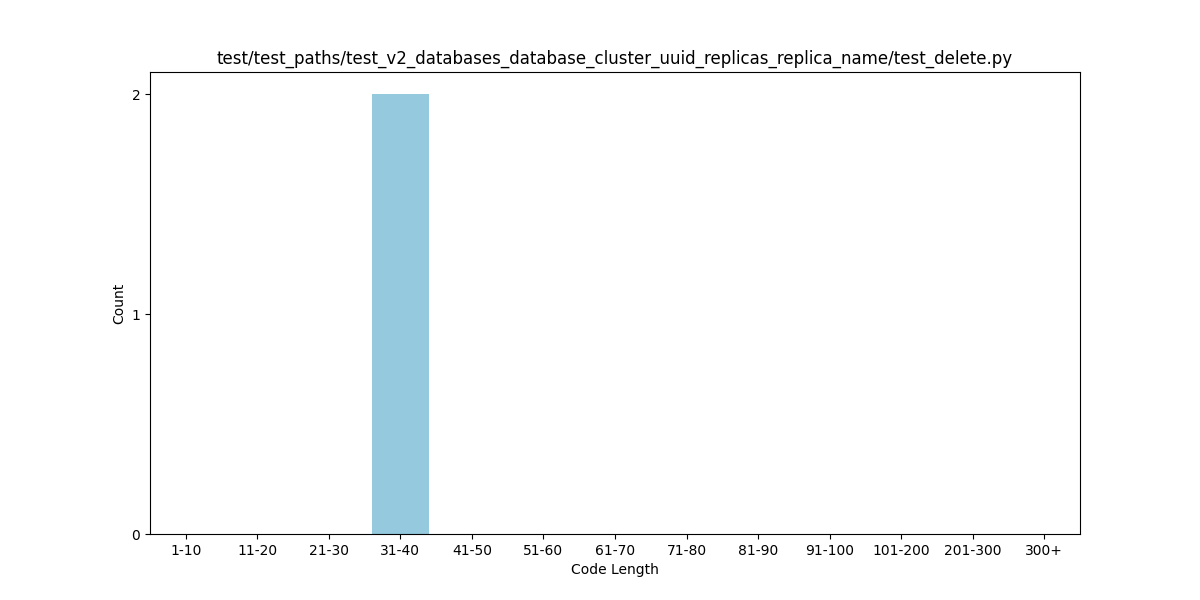 test/test_paths/test_v2_databases_database_cluster_uuid_replicas_replica_name/test_delete.py
2
1
0
Count
1-10 11-20 21-30 31-40 41-50 51-60 61-70 71-80 81-90 91-100 101-200 201-300 300+
Code Length